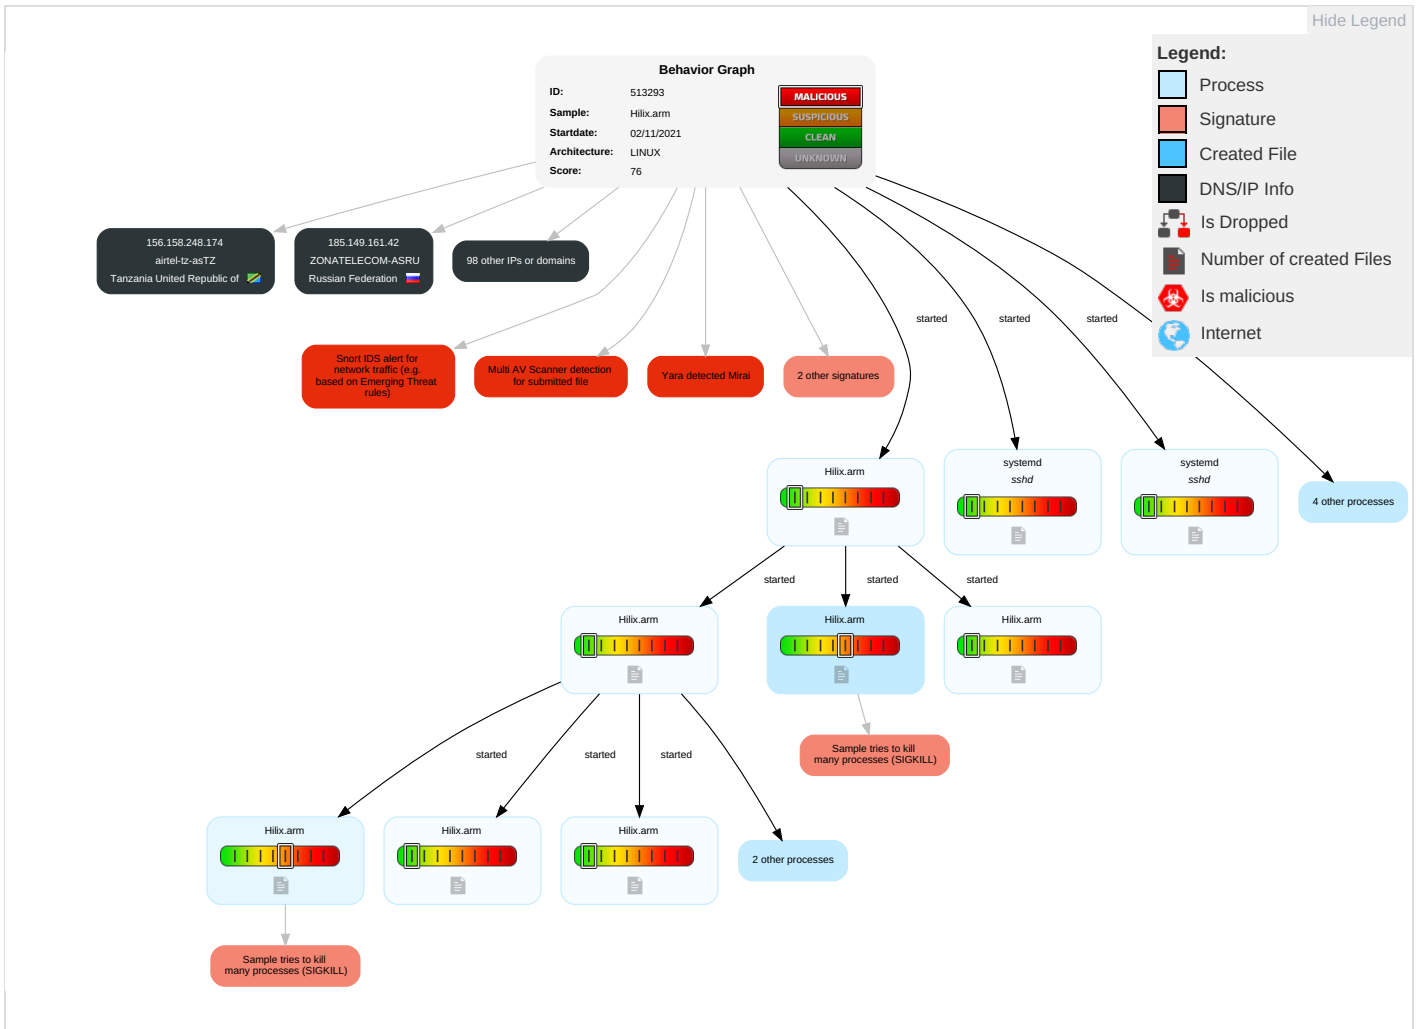 Hide Legend
Legend:
Process
Signature
Created File
DNS/IP Info
Is Dropped
Number of created Files
Is malicious
Internet
Behavior Graph
ID: 513293
Sample: Hilix.arm
Startdate: 02/11/2021
Architecture: LINUX
Score: 76
MALICIOUS
SUSPICIOUS
CLEAN
UNKNOWN
156.158.248.174
airtel-tz-asTZ
Tanzania United Republic of
185.149.161.42
ZONATELECOM-ASRU
Russian Federation
98 other IPs or domains
started
started
started
Snort IDS alert for
network traffic (e.g.
based on Emerging Threat
rules)
Multi AV Scanner detection
for submitted file
Yara detected Mirai
2 other signatures
Hilix.arm
systemd
sshd
systemd
sshd
4 other processes
started
started
started
Hilix.arm
Hilix.arm
Hilix.arm
started
started
started
Sample tries to kill
many processes (SIGKILL)
Hilix.arm
Hilix.arm
Hilix.arm
2 other processes
Sample tries to kill
many processes (SIGKILL)